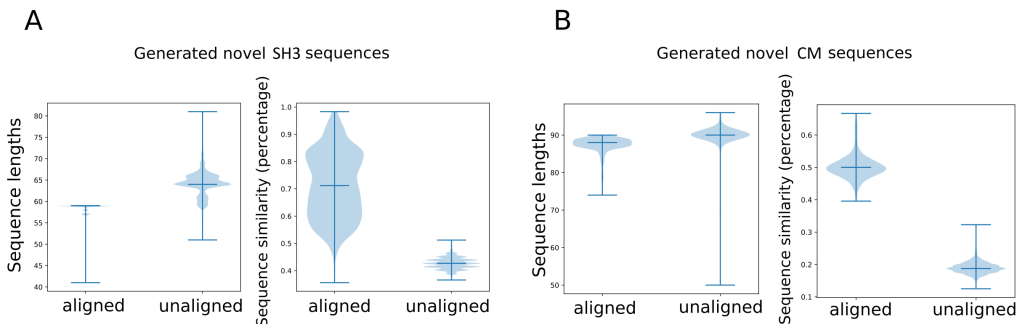 A
Generated novel SH3 sequences
Sequence lengths
80
75
70
65
60
55
50
45
40
aligned
unaligned
Sequence similarity (percentage)
1.0
0.9
0.8
0.7
0.6
0.5
0.4
aligned
unaligned
B
Generated novel CM sequences
Sequence lengths
90
80
70
60
50
aligned
unaligned
Sequence similarity (percentage)
0.6
0.5
0.4
0.3
0.2
0.1
aligned
unaligned